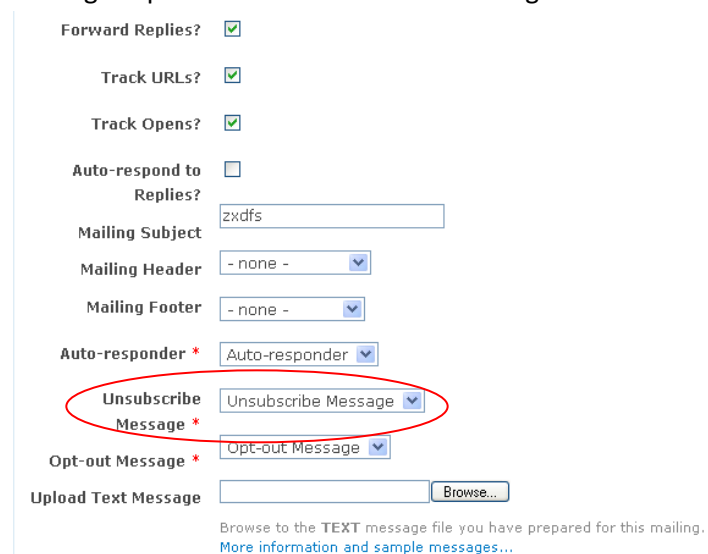 Forward Replies?
Track URLs?
Track Opens?
Auto-respond to
Replies?
Mailing Subject zxdfs
Mailing Header - none -
Mailing Footer - none -
Auto-responder * Auto-responder
Unsubscribe Unsubscribe Message
Message *
Opt-out Message * Opt-out Message
Upload Text Message Browse...
Browse to the TEXT message file you have prepared for this mailing.
More information and sample messages...